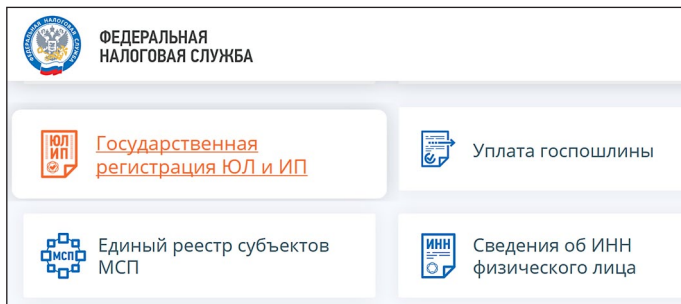 ФЕДЕРАЛЬНАЯ
НАЛОГОВАЯ СЛУЖБА
ЮЛ
ИП
Государственная
регистрация ЮЛ и ИП
Уплата госпошлины
МСП
Единый реестр субъектов
МСП
ИНН
Сведения об ИНН
физического лица